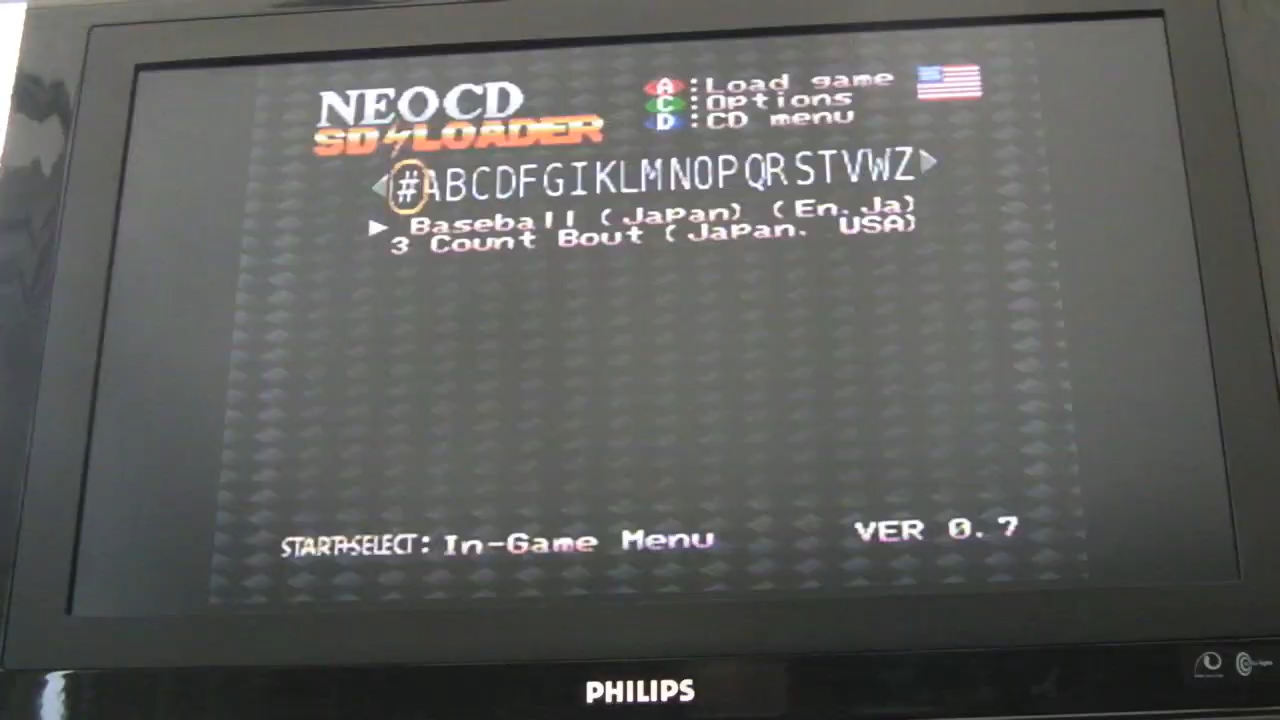 NEOCD
SD LOADER
A:Load game
C:Options
D:CD menu
#ABCDFGIKLMNOPQRSTVWZ
Baseball (Japan) (En,Ja)
3 Count Bout (Japan, USA)
START+SELECT: In-Game Menu
VER 0.7
PHILIPS